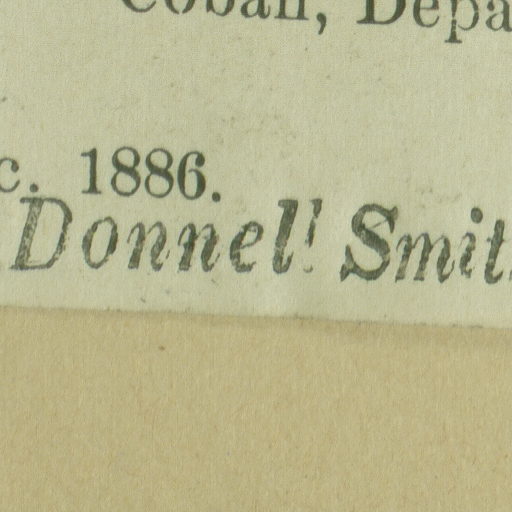 Coban, Depa
c. 1886.
Donnell Smit